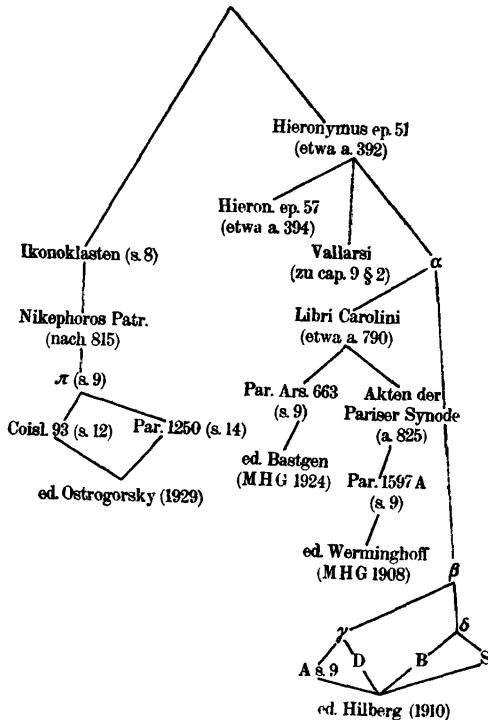 Hieronymus ep. 51
(etwa a. 392)
Hieron. ep. 57
(etwa a. 394)
Ikonoklasten (s. 8)
Vallarsi
(zu cap. 9 § 2)
α
Nikephoros Patr.
(nach 815)
Libri Carolini
(etwa a. 790)
π (s. 9)
Par. Ars. 663
(s. 9)
Akten der
Pariser Synode
(a. 825)
Coisl. 93 (s. 12)
Par. 1250 (s. 14)
ed. Bastgen
(MHG 1924)
Par. 1597 A
(s. 9)
ed. Ostrogorsky (1929)
ed. Werminghoff
(MHG 1908)
β
γ
δ
A s. 9
D
B
S
ed. Hilberg (1910)